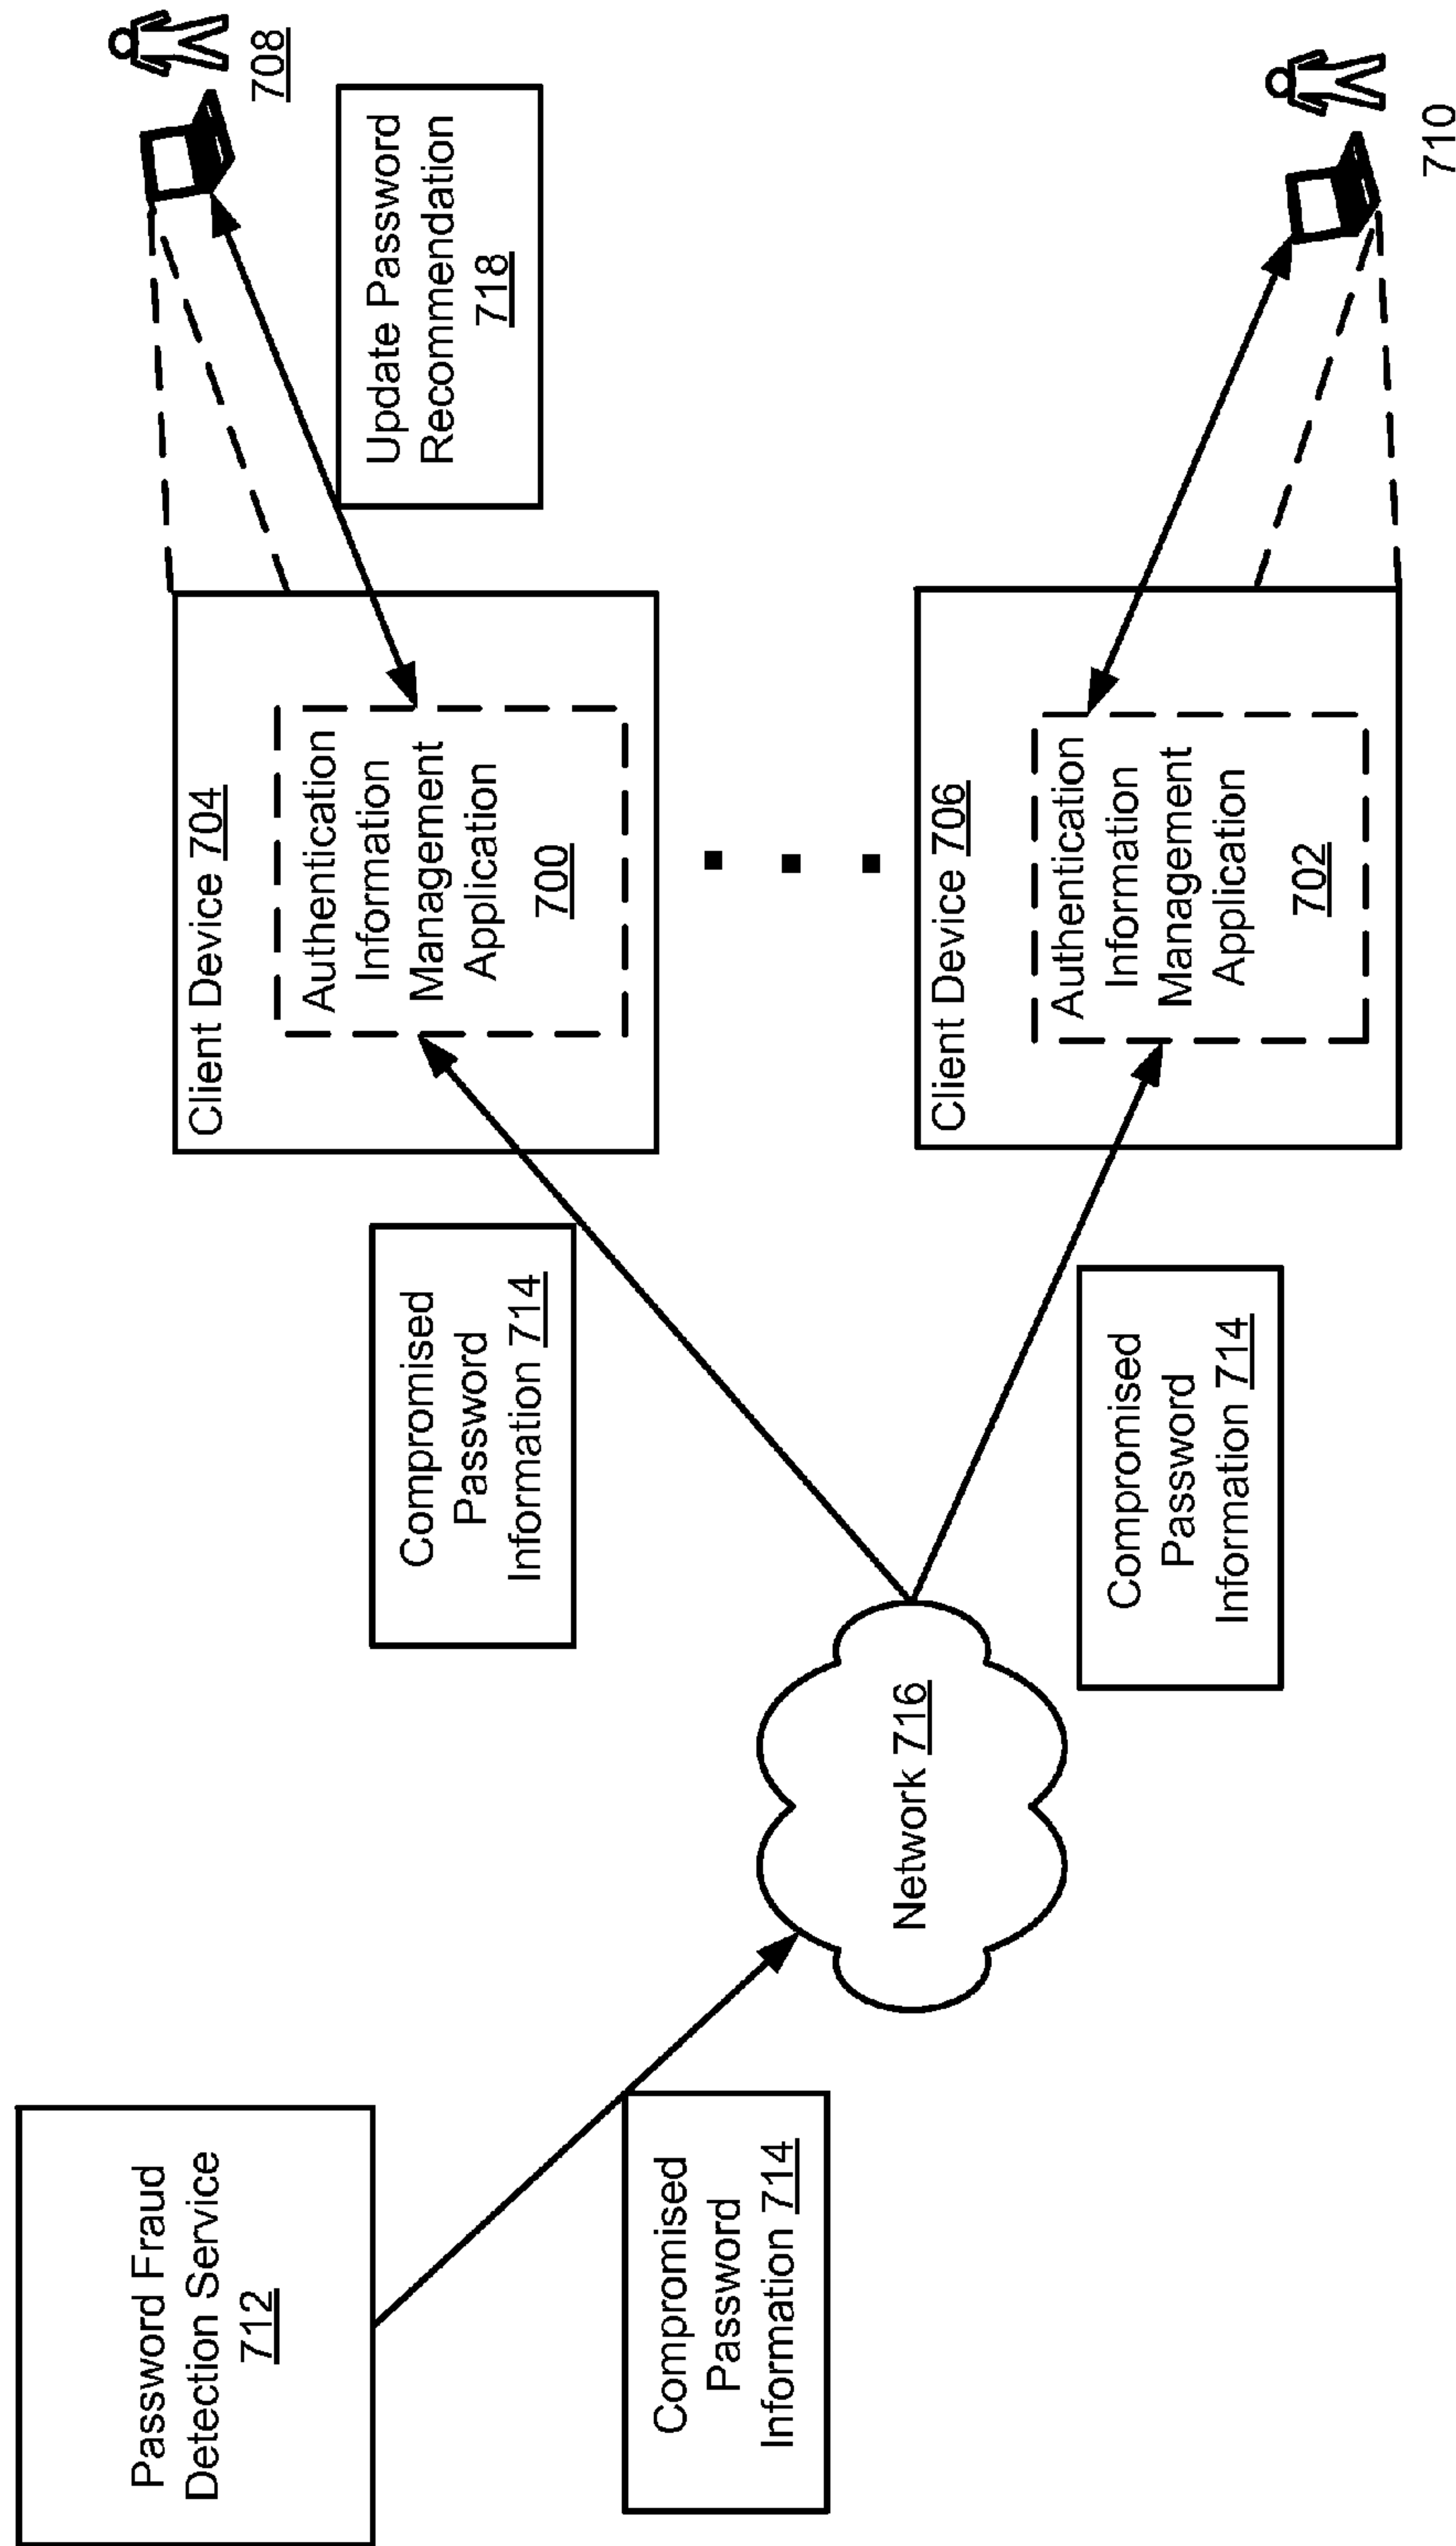 Password Fraud
Detection Service
712
Compromised
Password
Information 714
Network 716
Compromised
Password
Information 714
Compromised
Password
Information 714
Client Device 704
Authentication
Information
Management
Application
700
Client Device 706
Authentication
Information
Management
Application
702
Update Password
Recommendation
718
708
710